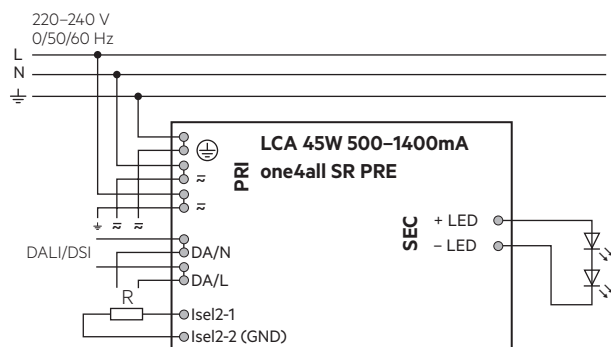 220–240 V
0/50/60 Hz
L
N
LCA 45W 500–1400mA
one4all SR PRE
PRI
SEC
+ LED
– LED
DALI/DSI
DA/N
DA/L
R
Isel2-1
Isel2-2 (GND)